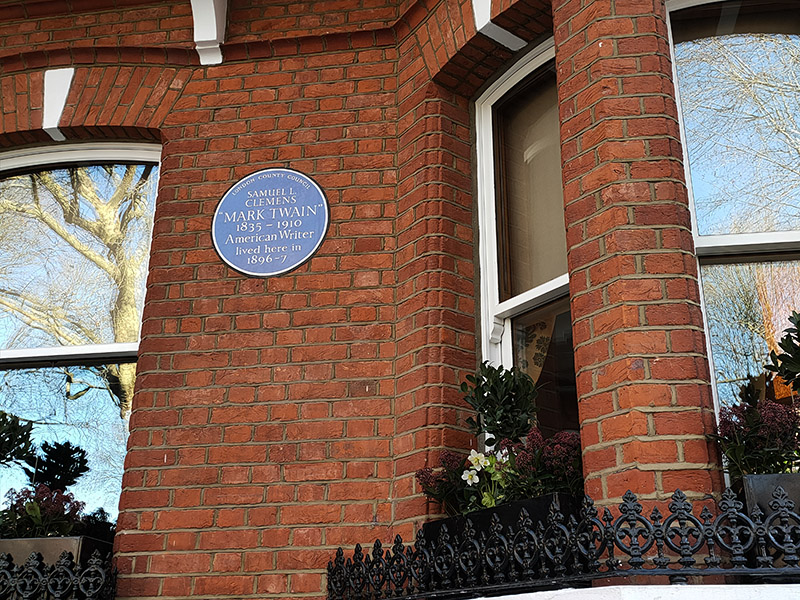 LONDON COUNTY COUNCIL
SAMUEL L.
CLEMENS
"MARK TWAIN"
1835 – 1910
American Writer
lived here in
1896-7